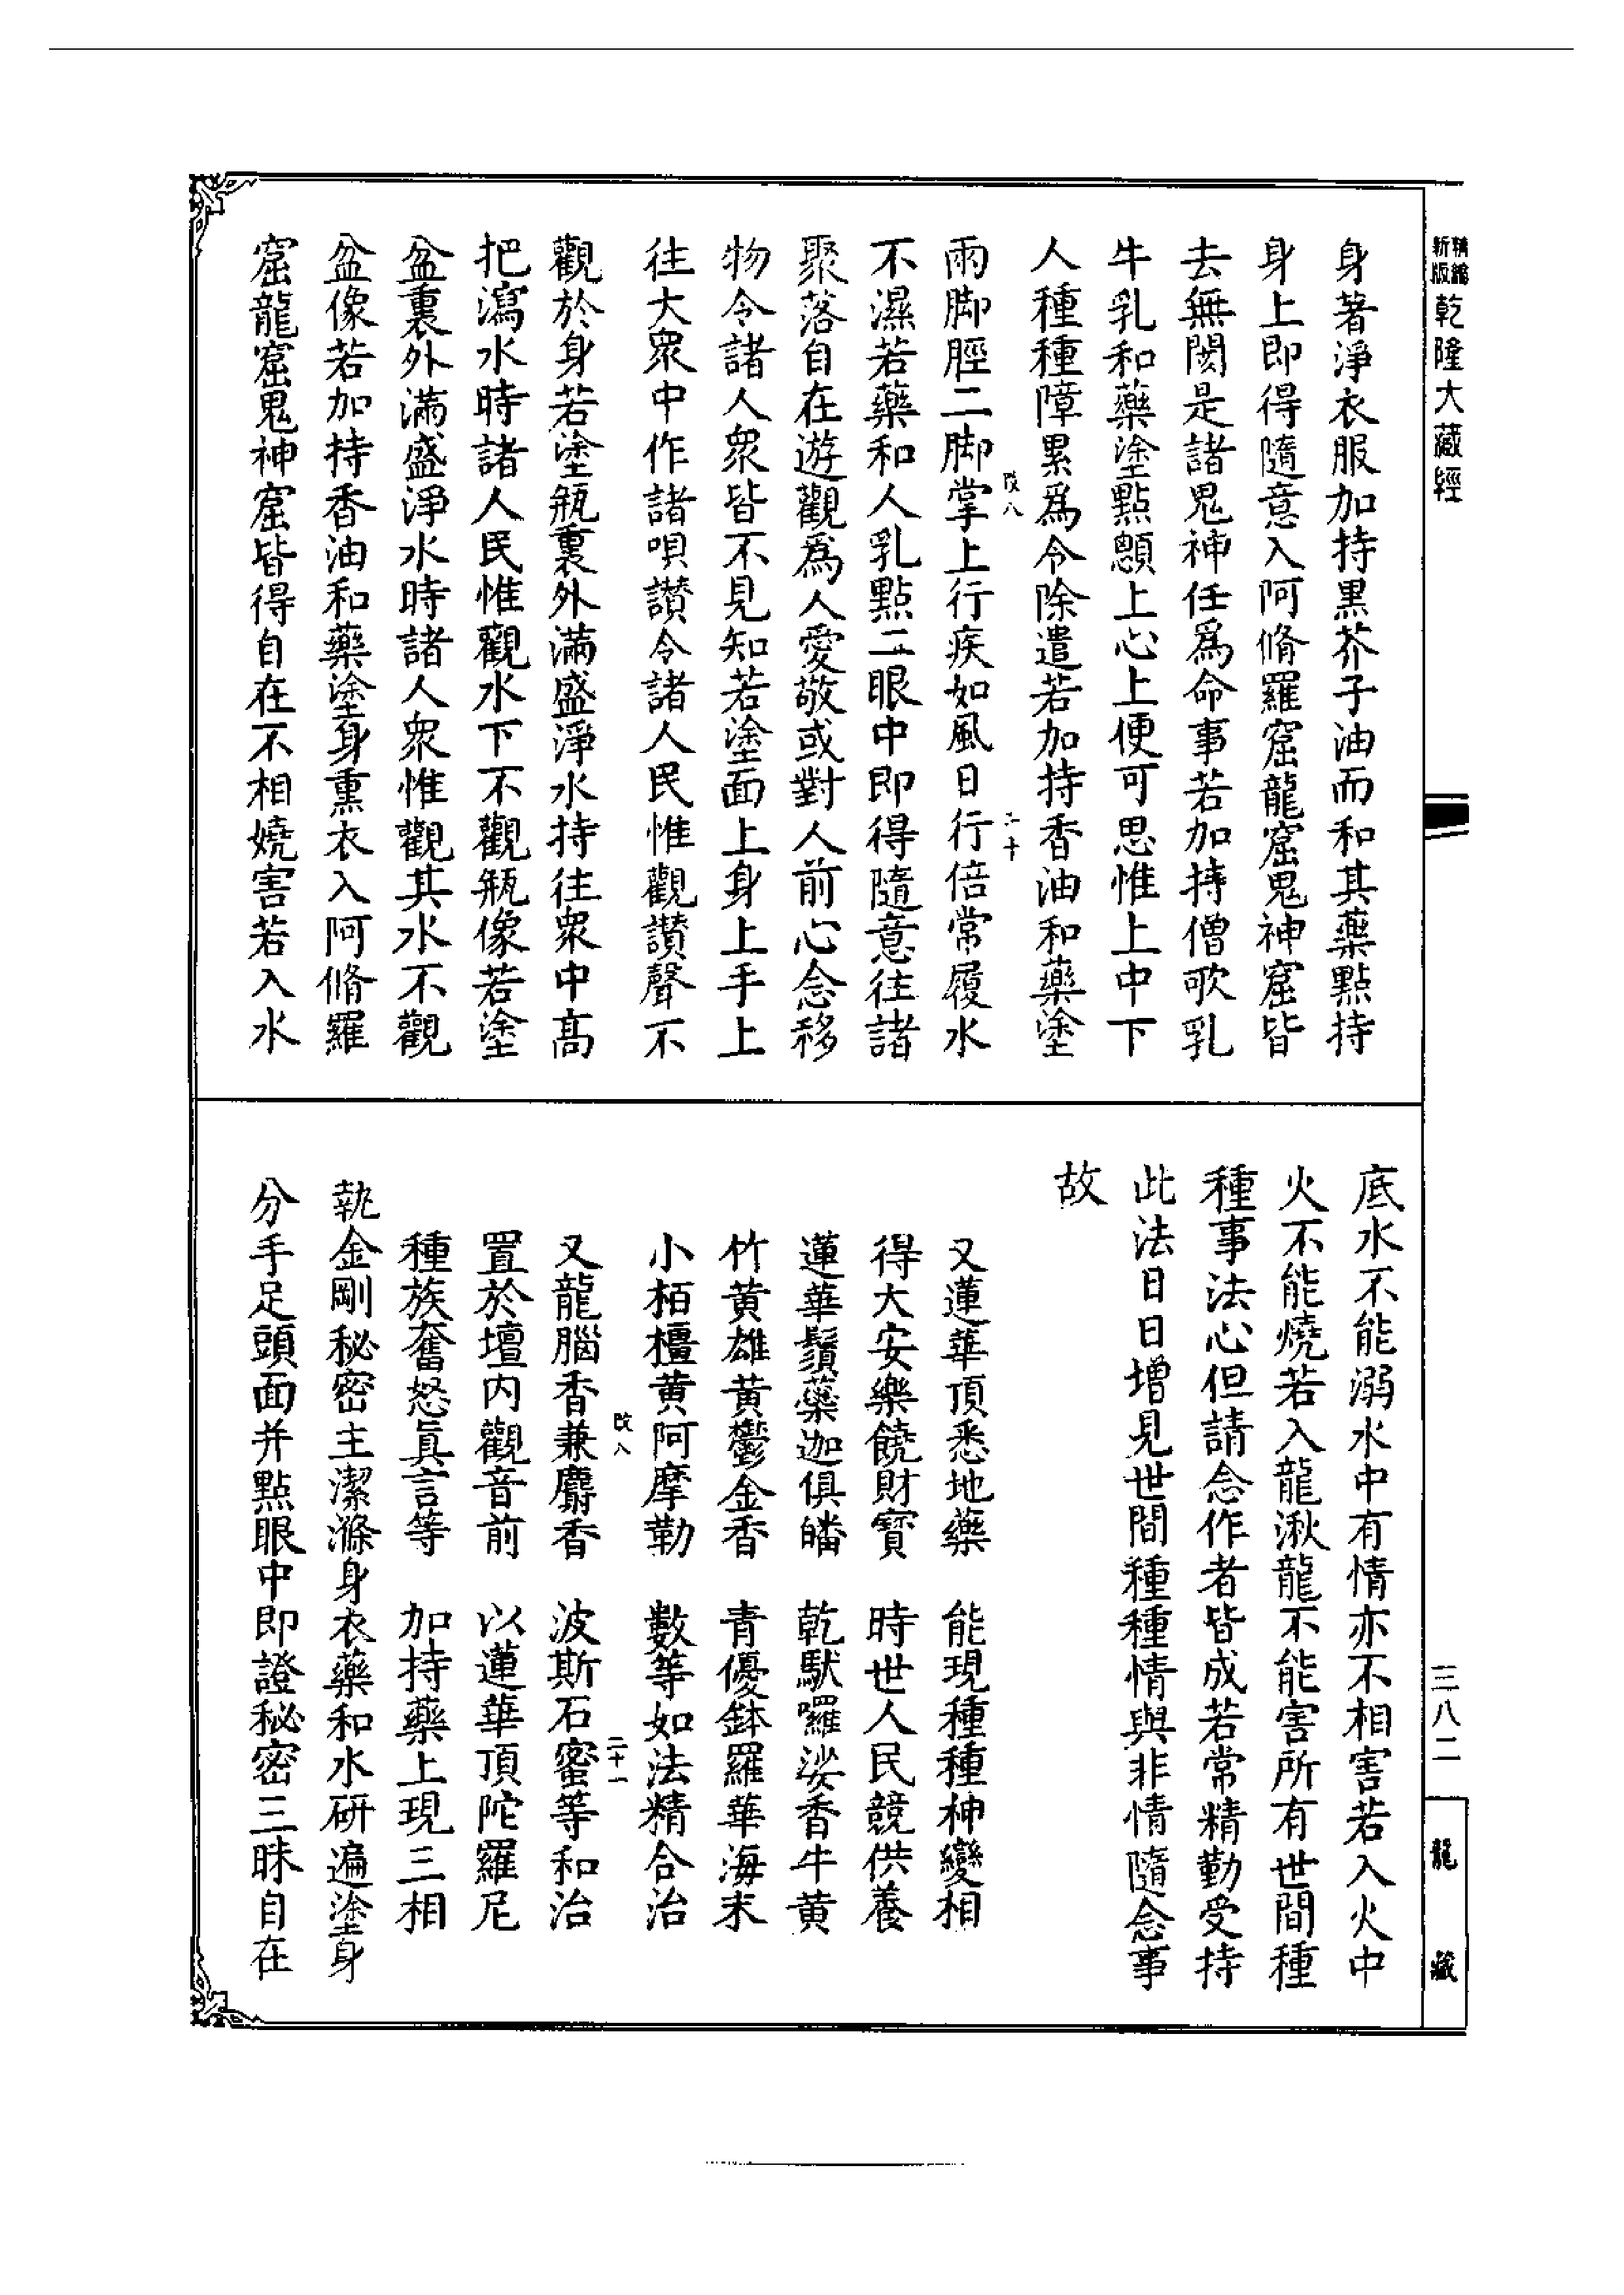 新版精縮乾隆大藏經
身著淨衣服加持黑芥子油而和其藥點持
身上即得隨意入阿脩羅窟龍窟鬼神窟皆
去無閡是諸鬼神任爲命事若加持僧歌乳
牛乳和藥塗點顖上心上便可思惟上中下
人種種障累爲令除遣若加持香油和藥塗
改八
二十
兩脚脛二脚掌上行疾如風日行倍常履水
不濕若藥和人乳點二眼中即得隨意往諸
聚落自在遊觀爲人愛敬或對人前心念移
物令諸人衆皆不見知若塗面上身上手上
往大衆中作諸唄讃令諸人民惟觀讃聲不
觀於身若塗瓶裏外滿盛淨水持往衆中高
把瀉水時諸人民惟觀水下不觀瓶像若塗
盆裏外滿盛淨水時諸人衆惟觀其水不觀
盆像若加持香油和藥塗身熏衣入阿脩羅
窟龍窟鬼神窟皆得自在不相嬈害若入水
底水不能溺水中有情亦不相害若入火中
火不能燒若入龍湫龍不能害所有世間種
種事法心但請念作者皆成若常精勤受持
此法日日增見世間種種情與非情隨念事
故
又蓮華頂悉地藥　能現種種神變相
得大安樂饒財寶　時世人民競供養
蓮華鬚藥迦俱皤　乾馱囉娑香牛黄
竹黄雄黄鬱金香　青優鉢羅華海末
小栢橿黄阿摩勒　數等如法精合治
改八
二十一
又龍腦香兼麝香　波斯石蜜等和治
置於壇内觀音前　以蓮華頂陀羅尼
種族奮怒眞言等　加持藥上現三相
執金剛秘密主潔滌身衣藥和水研遍塗身
分手足頭面并點眼中即證秘密三昧自在
三八二
龍藏